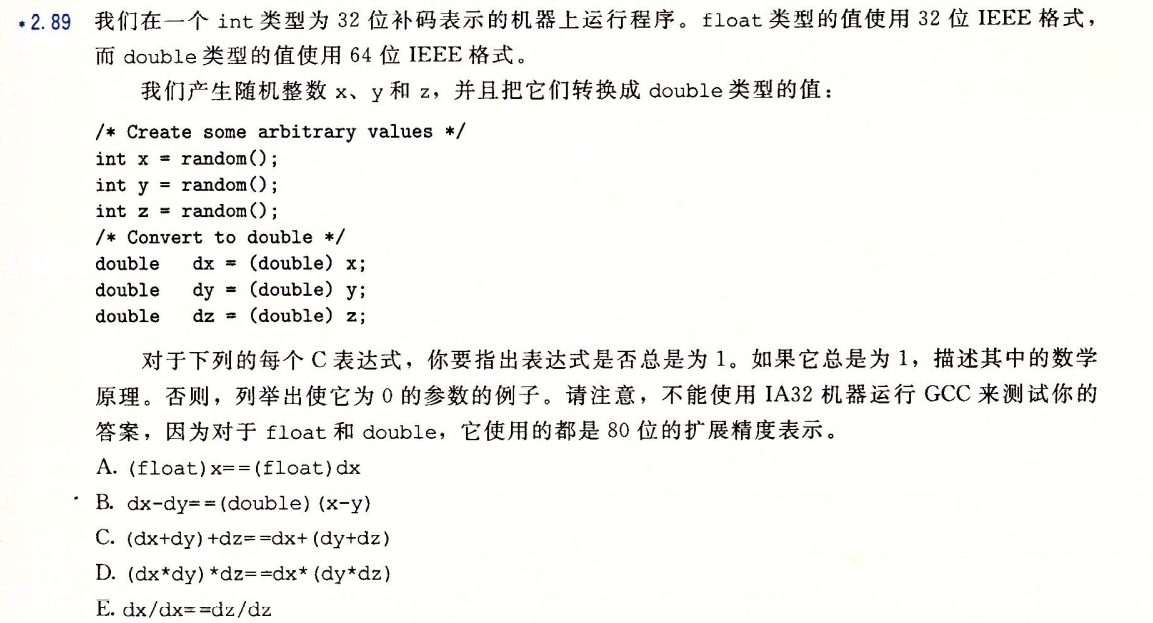 •2.89 我们在一个 int 类型为 32 位补码表示的机器上运行程序。float 类型的值使用 32 位 IEEE 格式，
而 double 类型的值使用 64 位 IEEE 格式。
我们产生随机整数 x、y 和 z，并且把它们转换成 double 类型的值：
/* Create some arbitrary values */
int x = random();
int y = random();
int z = random();
/* Convert to double */
double   dx = (double) x;
double   dy = (double) y;
double   dz = (double) z;
对于下列的每个 C 表达式，你要指出表达式是否总是为 1。如果它总是为 1，描述其中的数学
原理。否则，列举出使它为 0 的参数的例子。请注意，不能使用 IA32 机器运行 GCC 来测试你的
答案，因为对于 float 和 double，它使用的都是 80 位的扩展精度表示。
A. (float)x==(float)dx
B. dx-dy==(double)(x-y)
C. (dx+dy)+dz==dx+(dy+dz)
D. (dx*dy)*dz==dx*(dy*dz)
E. dx/dx==dz/dz